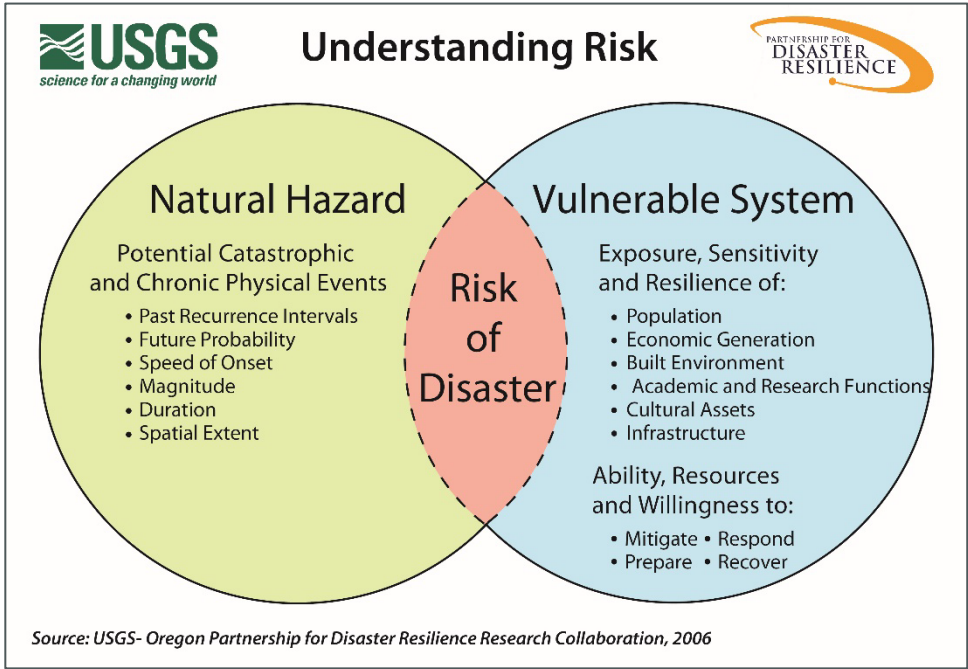 USGS
science for a changing world
Understanding Risk
PARTNERSHIP FOR
DISASTER
RESILIENCE
Natural Hazard
Potential Catastrophic
and Chronic Physical Events
• Past Recurrence Intervals
• Future Probability
• Speed of Onset
• Magnitude
• Duration
• Spatial Extent
Risk
of
Disaster
Vulnerable System
Exposure, Sensitivity
and Resilience of:
• Population
• Economic Generation
• Built Environment
• Academic and Research Functions
• Cultural Assets
• Infrastructure
Ability, Resources
and Willingness to:
• Mitigate • Respond
• Prepare • Recover
Source: USGS- Oregon Partnership for Disaster Resilience Research Collaboration, 2006